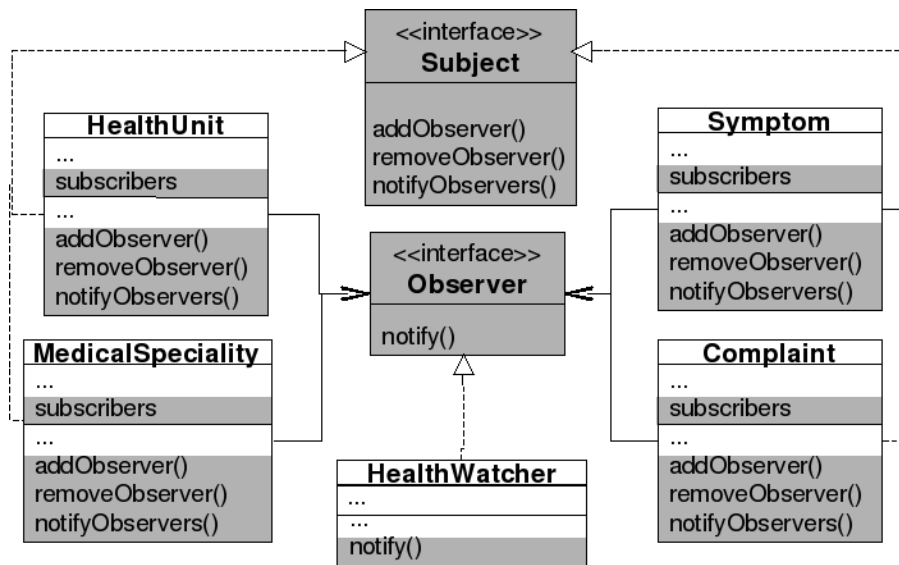 <<interface>>
Subject
addObserver()
removeObserver()
notifyObservers()
HealthUnit
...
subscribers
...
addObserver()
removeObserver()
notifyObservers()
Symptom
...
subscribers
...
addObserver()
removeObserver()
notifyObservers()
<<interface>>
Observer
notify()
MedicalSpeciality
...
subscribers
...
addObserver()
removeObserver()
notifyObservers()
Complaint
...
subscribers
...
addObserver()
removeObserver()
notifyObservers()
HealthWatcher
...
...
notify()